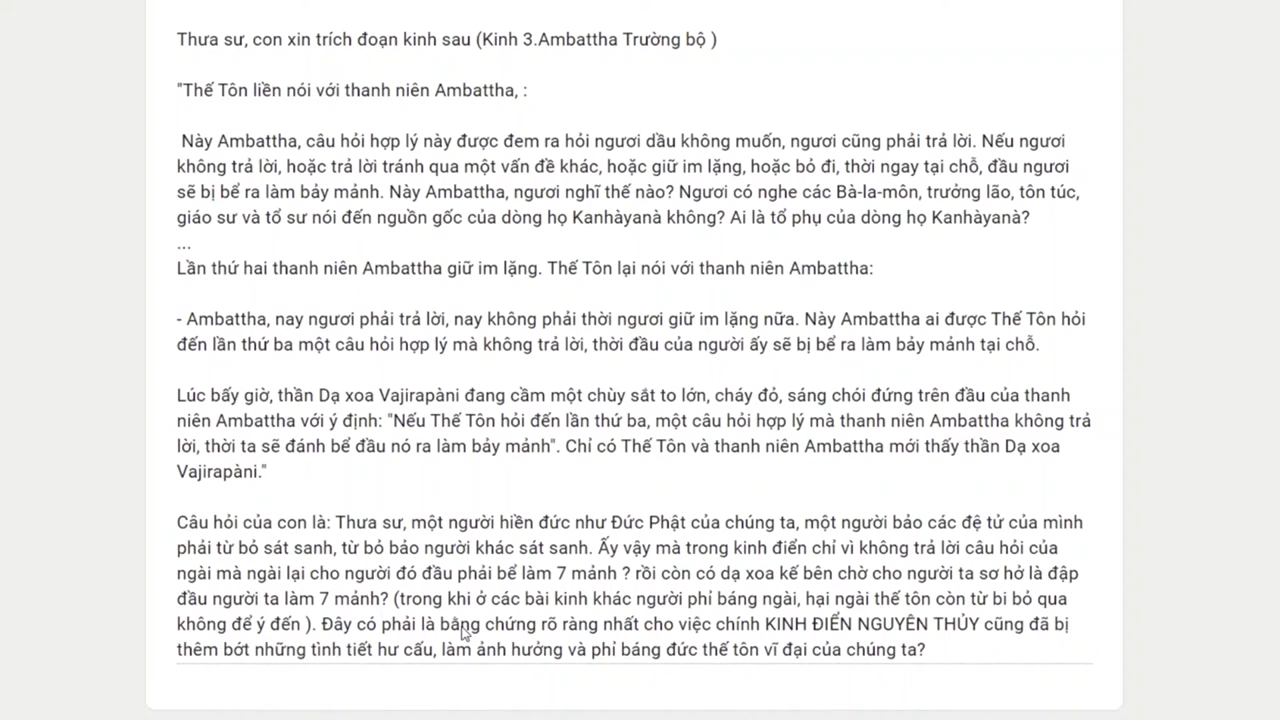 Thưa sư, con xin trích đoạn kinh sau (Kinh 3.Ambattha Trường bộ )
"Thế Tôn liền nói với thanh niên Ambattha, :
Này Ambattha, câu hỏi hợp lý này được đem ra hỏi ngươi dầu không muốn, ngươi cũng phải trả lời. Nếu ngươi
không trả lời, hoặc trả lời tránh qua một vấn đề khác, hoặc giữ im lặng, hoặc bỏ đi, thời ngay tại chỗ, đầu ngươi
sẽ bị bể ra làm bảy mảnh. Này Ambattha, ngươi nghĩ thế nào? Ngươi có nghe các Bà-la-môn, trưởng lão, tôn túc,
giáo sư và tổ sư nói đến nguồn gốc của dòng họ Kanhàyanà không? Ai là tổ phụ của dòng họ Kanhàyanà?
...
Lần thứ hai thanh niên Ambattha giữ im lặng. Thế Tôn lại nói với thanh niên Ambattha:
- Ambattha, nay ngươi phải trả lời, nay không phải thời ngươi giữ im lặng nữa. Này Ambattha ai được Thế Tôn hỏi
đến lần thứ ba một câu hỏi hợp lý mà không trả lời, thời đầu của người ấy sẽ bị bể ra làm bảy mảnh tại chỗ.
Lúc bấy giờ, thần Dạ xoa Vajirapàni đang cầm một chùy sắt to lớn, cháy đỏ, sáng chói đứng trên đầu của thanh
niên Ambattha với ý định: "Nếu Thế Tôn hỏi đến lần thứ ba, một câu hỏi hợp lý mà thanh niên Ambattha không trả
lời, thời ta sẽ đánh bể đầu nó ra làm bảy mảnh". Chỉ có Thế Tôn và thanh niên Ambattha mới thấy thần Dạ xoa
Vajirapàni."
Câu hỏi của con là: Thưa sư, một người hiền đức như Đức Phật của chúng ta, một người bảo các đệ tử của mình
phải từ bỏ sát sanh, từ bỏ bảo người khác sát sanh. Ấy vậy mà trong kinh điển chỉ vì không trả lời câu hỏi của
ngài mà ngài lại cho người đó đầu phải bể làm 7 mảnh ? rồi còn có dạ xoa kế bên chờ cho người ta sơ hở là đập
đầu người ta làm 7 mảnh? (trong khi ở các bài kinh khác người phỉ báng ngài, hại ngài thế tôn còn từ bi bỏ qua
không để ý đến ). Đây có phải là bằng chứng rõ ràng nhất cho việc chính KINH ĐIỂN NGUYÊN THỦY cũng đã bị
thêm bớt những tình tiết hư cấu, làm ảnh hưởng và phỉ báng đức thế tôn vĩ đại của chúng ta?